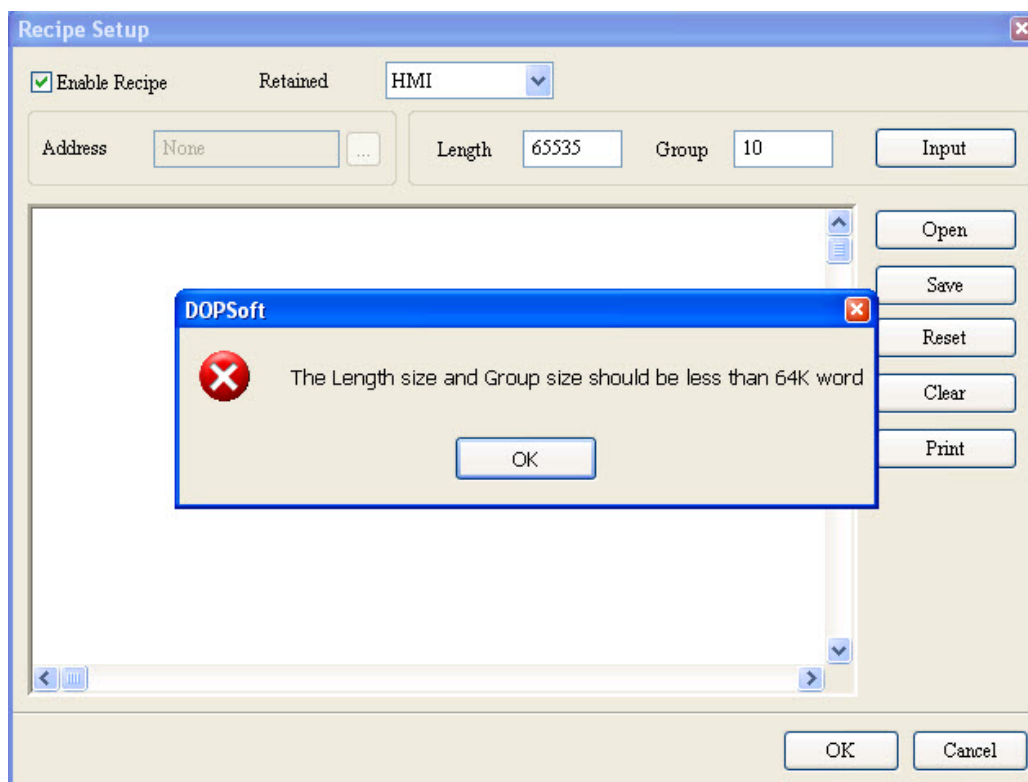 Recipe Setup
Enable Recipe Retained HMI
Address None ... Length 65535 Group 10 Input
Open
Save
Reset
Clear
Print
DOPSoft
The Length size and Group size should be less than 64K word
OK
OK Cancel